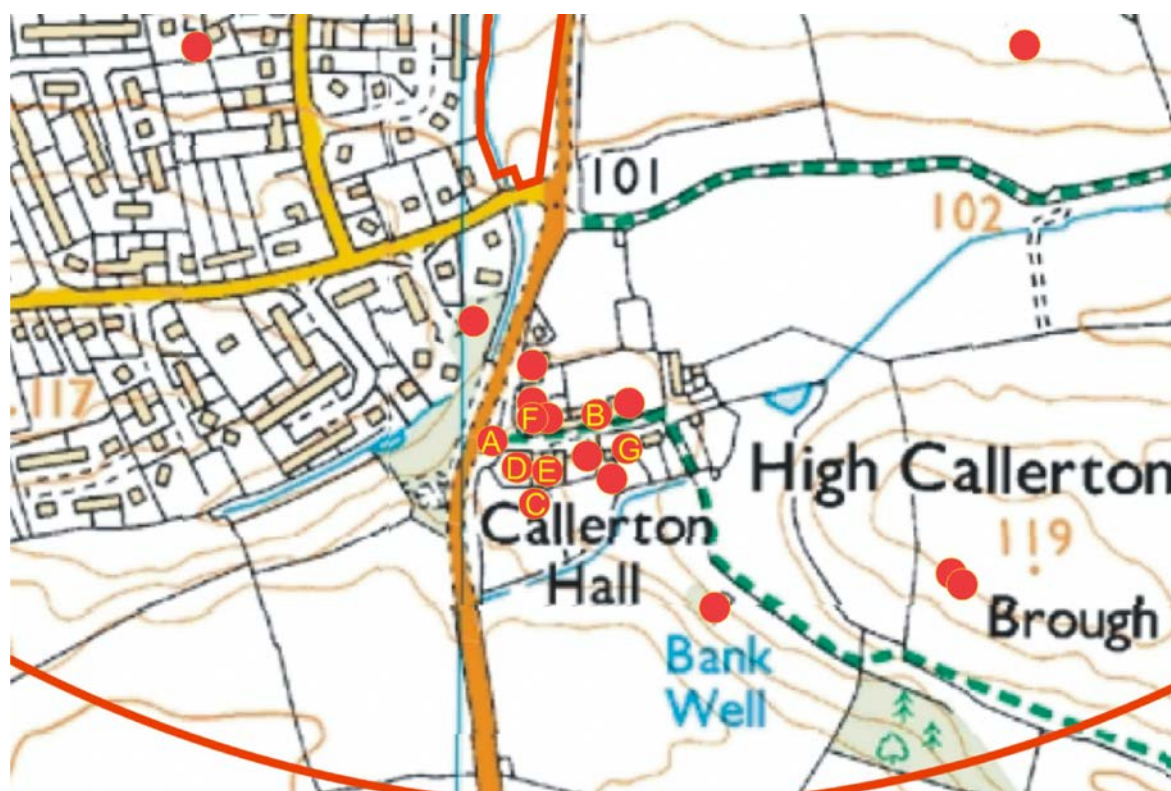 101
102
117
F
B
A
G
D
E
C
High Callerton
Callerton
Hall
119
Brough
Bank
Well